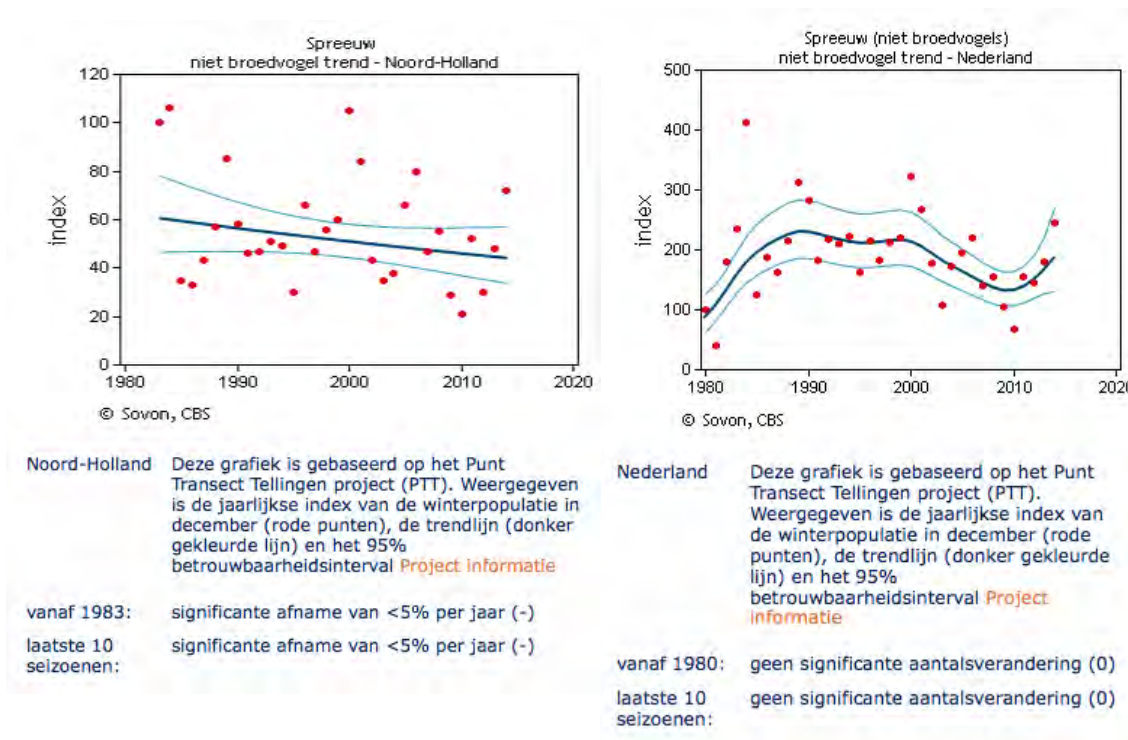 Spreeuw
niet broedvogel trend - Noord-Holland
120
100
80
60
40
20
0
index
1980
1990
2000
2010
2020
© Sovon, CBS
Noord-Holland
Deze grafiek is gebaseerd op het Punt
Transect Tellingen project (PTT). Weergegeven
is de jaarlijkse index van de winterpopulatie in
december (rode punten), de trendlijn (donker
gekleurde lijn) en het 95%
betrouwbaarheidsinterval Project informatie
vanaf 1983:
significante afname van <5% per jaar (-)
laatste 10
seizoenen:
significante afname van <5% per jaar (-)
Spreeuw (niet broedvogels)
niet broedvogel trend - Nederland
500
400
300
200
100
0
index
1980
1990
2000
2010
2020
© Sovon, CBS
Nederland
Deze grafiek is gebaseerd op het Punt
Transect Tellingen project (PTT).
Weergegeven is de jaarlijkse index van
de winterpopulatie in december (rode
punten), de trendlijn (donker gekleurde
lijn) en het 95%
betrouwbaarheidsinterval Project
informatie
vanaf 1980:
geen significante aantalsverandering (0)
laatste 10
seizoenen:
geen significante aantalsverandering (0)